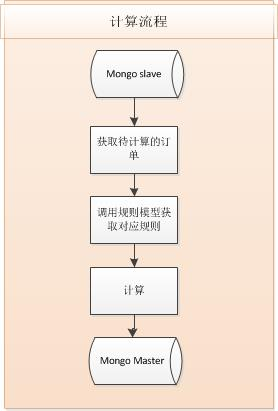 计算流程
Mongo slave
获取待计算的订
单
调用规则模型获
取对应规则
计算
Mongo Master